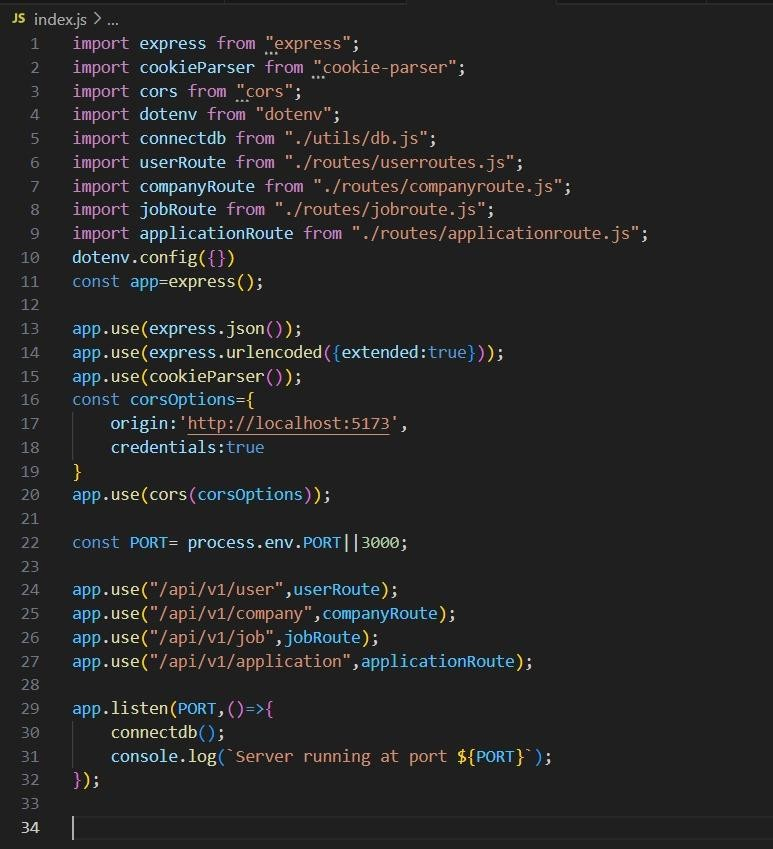 JS index.js > ...
1 import express from "express";
2 import cookieParser from "cookie-parser";
3 import cors from "cors";
4 import dotenv from "dotenv";
5 import connectdb from "./utils/db.js";
6 import userRoute from "./routes/userroutes.js";
7 import companyRoute from "./routes/companyroute.js";
8 import jobRoute from "./routes/jobroute.js";
9 import applicationRoute from "./routes/applicationroute.js";
10 dotenv.config({})
11 const app=express();
12
13 app.use(express.json());
14 app.use(express.urlencoded({extended:true}));
15 app.use(cookieParser());
16 const corsOptions={
17     origin:'http://localhost:5173',
18     credentials:true
19 }
20 app.use(cors(corsOptions));
21
22 const PORT= process.env.PORT||3000;
23
24 app.use("/api/v1/user",userRoute);
25 app.use("/api/v1/company",companyRoute);
26 app.use("/api/v1/job",jobRoute);
27 app.use("/api/v1/application",applicationRoute);
28
29 app.listen(PORT,()=>{
30     connectdb();
31     console.log(`Server running at port ${PORT}`);
32 });
33
34